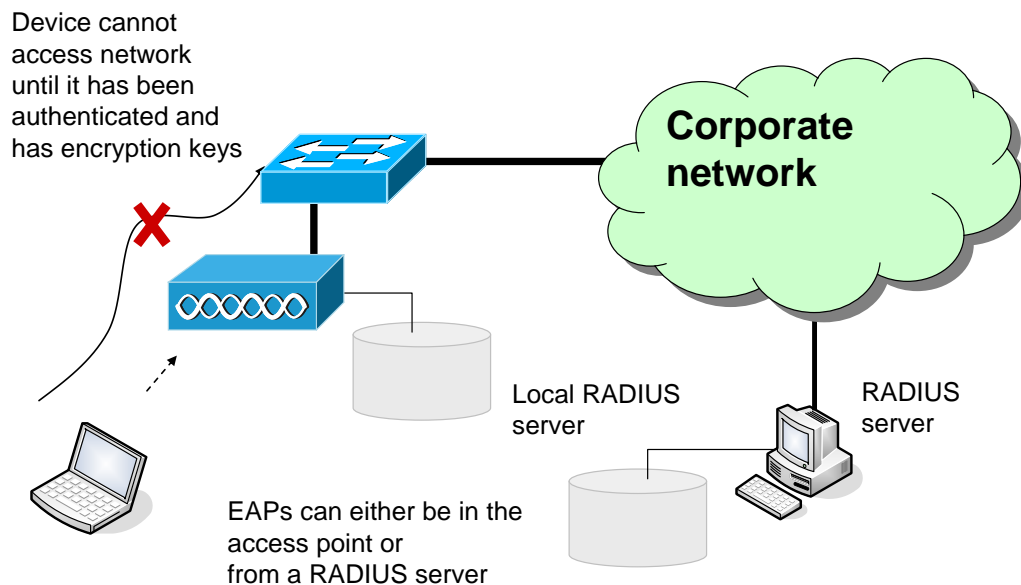 Device cannot
access network
until it has been
authenticated and
has encryption keys
Corporate
network
Local RADIUS
server
RADIUS
server
EAPs can either be in the
access point or
from a RADIUS server